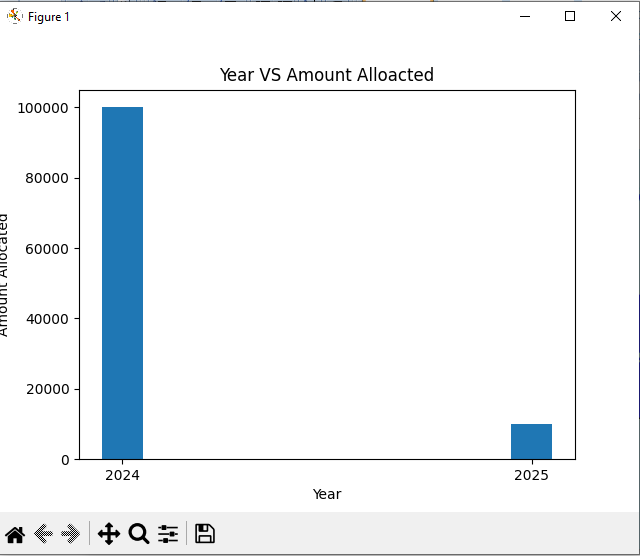 Figure 1
Year VS Amount Alloacted
100000
80000
60000
40000
20000
0
Amount Allocated
2024
2025
Year